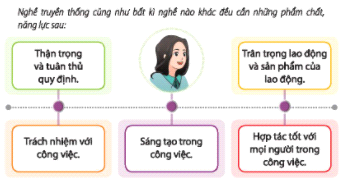 Nghề truyền thống cũng như bất kì nghề nào khác đều cần những phẩm chất,
năng lực sau:
Thận trọng
và tuân thủ
quy định.
Trân trọng lao động
và sản phẩm của
lao động.
Trách nhiệm với
công việc.
Sáng tạo trong
công việc.
Hợp tác tốt với
mọi người trong
công việc.